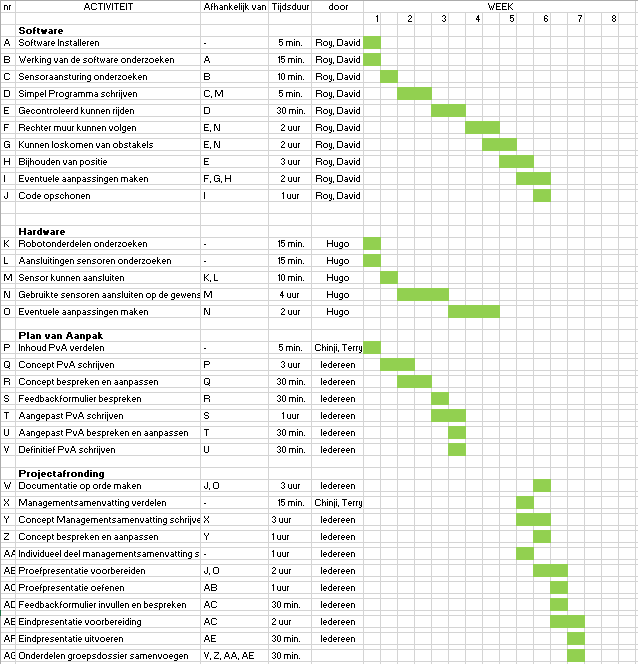 nr ACTIVITEIT Afhankelijk van Tijdsduur door WEEK
1 2 3 4 5 6 7 8
Software
A Software Installeren - 5 min. Roy, David
B Werking van de software onderzoeken A 15 min. Roy, David
C Sensoraansturing onderzoeken B 10 min. Roy, David
D Simpel Programma schrijven C, M 5 min. Roy, David
E Gecontroleerd kunnen rijden D 30 min. Roy, David
F Rechter muur kunnen volgen E, N 2 uur Roy, David
G Kunnen loskomen van obstakels E, N 2 uur Roy, David
H Bijhouden van positie E 3 uur Roy, David
I Eventuele aanpassingen maken F, G, H 2 uur Roy, David
J Code opschonen I 1 uur Roy, David
Hardware
K Robotonderdelen onderzoeken - 15 min. Hugo
L Aansluitingen sensoren onderzoeken - 15 min. Hugo
M Sensor kunnen aansluiten K, L 10 min. Hugo
N Gebruikte sensoren aansluiten op de gewens M 4 uur Hugo
O Eventuele aanpassingen maken N 2 uur Hugo
Plan van Aanpak
P Inhoud PvA verdelen - 5 min. Chinji, Terry
Q Concept PvA schrijven P 3 uur Iedereen
R Concept bespreken en aanpassen Q 30 min. Iedereen
S Feedbackformulier bespreken R 30 min. Iedereen
T Aangepast PvA schrijven S 1 uur Iedereen
U Aangepast PvA bespreken en aanpassen T 30 min. Iedereen
V Definitief PvA schrijven U 30 min. Iedereen
Projectafronding
W Documentatie op orde maken J, O 3 uur Iedereen
X Managementsamenvatting verdelen - 15 min. Chinji, Terry
Y Concept Managementsamenvatting schrijve X 3 uur Iedereen
Z Concept bespreken en aanpassen Y 1 uur Iedereen
AA Individueel deel managementsamenvatting s - 1 uur Iedereen
AB Proefpresentatie voorbereiden J, O 2 uur Iedereen
AC Proefpresentatie oefenen AB 1 uur Iedereen
AD Feedbackformulier invullen en bespreken AC 30 min. Iedereen
AE Eindpresentatie voorbereiding AC 2 uur Iedereen
AF Eindpresentatie uitvoeren AE 30 min. Iedereen
AG Onderdelen groepsdossier samenvoegen V, Z, AA, AE 30 min.